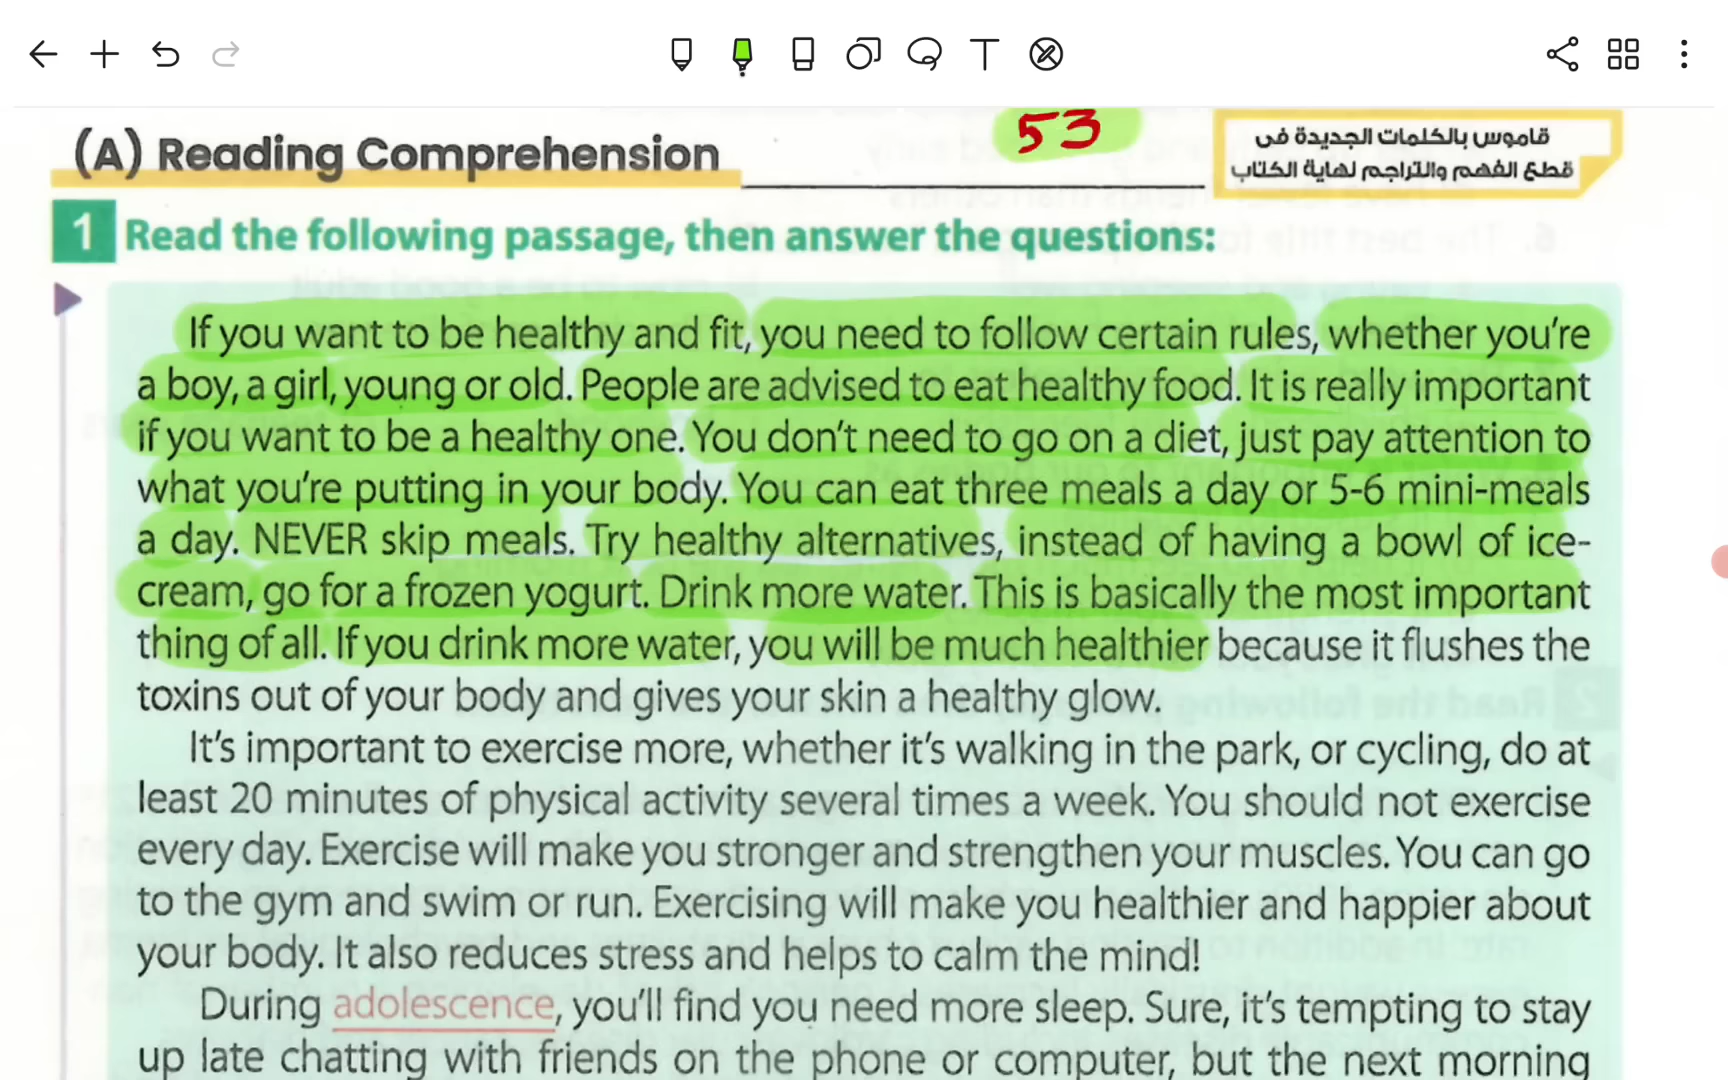 53
(A) Reading Comprehension
قاموس بالكلمات الجديدة فى
قطع الفهم والتراجم لهاية الكتاب
1 Read the following passage, then answer the questions:
If you want to be healthy and fit, you need to follow certain rules, whether you're
a boy, a girl, young or old. People are advised to eat healthy food. It is really important
if you want to be a healthy one. You don't need to go on a diet, just pay attention to
what you're putting in your body. You can eat three meals a day or 5-6 mini-meals
a day. NEVER skip meals. Try healthy alternatives, instead of having a bowl of ice-
cream, go for a frozen yogurt. Drink more water. This is basically the most important
thing of all. If you drink more water, you will be much healthier because it flushes the
toxins out of your body and gives your skin a healthy glow.
It's important to exercise more, whether it's walking in the park, or cycling, do at
least 20 minutes of physical activity several times a week. You should not exercise
every day. Exercise will make you stronger and strengthen your muscles. You can go
to the gym and swim or run. Exercising will make you healthier and happier about
your body. It also reduces stress and helps to calm the mind!
During adolescence, you'll find you need more sleep. Sure, it's tempting to stay
up late chatting with friends on the phone or computer, but the next morning